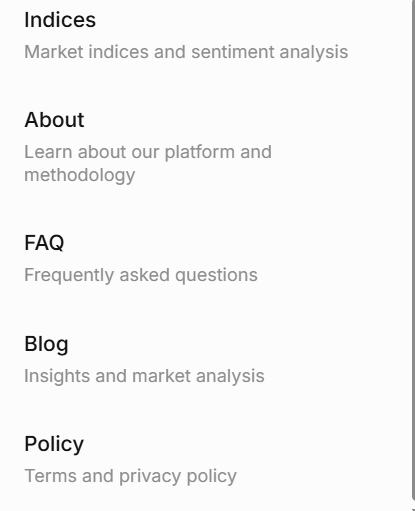 Indices
Market indices and sentiment analysis
About
Learn about our platform and
methodology
FAQ
Frequently asked questions
Blog
Insights and market analysis
Policy
Terms and privacy policy